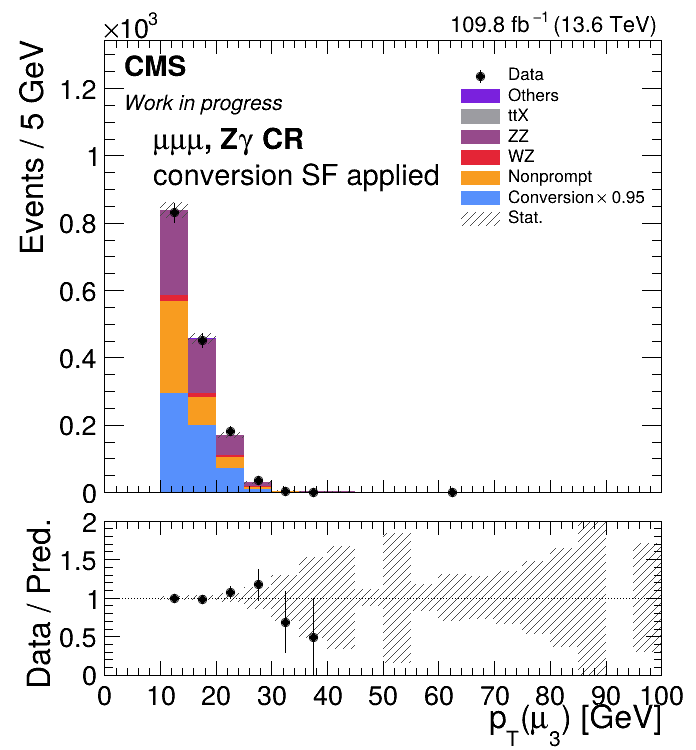 ×10³
109.8 fb⁻¹ (13.6 TeV)
CMS
Work in progress
μμμ, Zγ CR
conversion SF applied
Data
Others
ttX
ZZ
WZ
Nonprompt
Conversion × 0.95
Stat.
Events / 5 GeV
1.2
1
0.8
0.6
0.4
0.2
0
Data / Pred.
2
1.5
1
0.5
0
0 10 20 30 40 50 60 70 80 90 100
p_T(μ_3) [GeV]